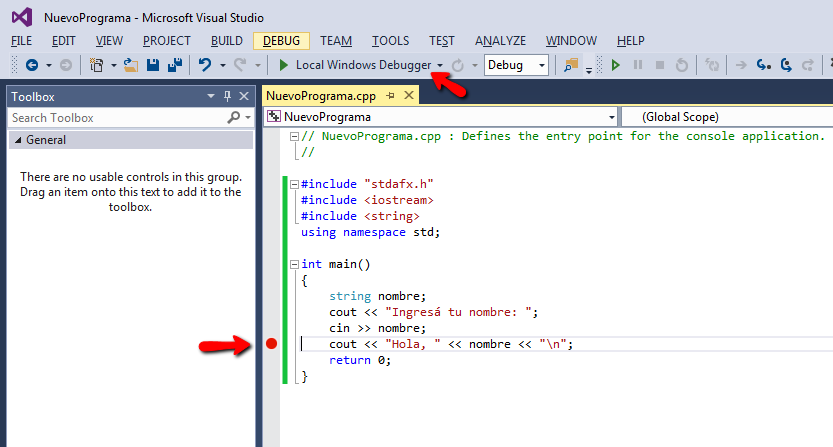 NuevoPrograma - Microsoft Visual Studio
FILE EDIT VIEW PROJECT BUILD DEBUG TEAM TOOLS TEST ANALYZE WINDOW HELP
Local Windows Debugger Debug
Toolbox
Search Toolbox
General
There are no usable controls in this group.
Drag an item onto this text to add it to the
toolbox.
NuevoPrograma.cpp
NuevoPrograma (Global Scope)
// NuevoPrograma.cpp : Defines the entry point for the console application.
//
#include "stdafx.h"
#include <iostream>
#include <string>
using namespace std;
int main()
{
string nombre;
cout << "Ingresá tu nombre: ";
cin >> nombre;
cout << "Hola, " << nombre << "\n";
return 0;
}